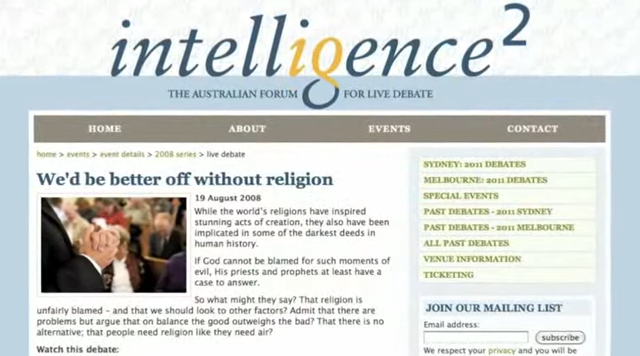 intelligence²
THE AUSTRALIAN FORUM FOR LIVE DEBATE
HOME ABOUT EVENTS CONTACT
home > events > event details > 2008 series > live debate
We'd be better off without religion
19 August 2008
While the world's religions have inspired
stunning acts of creation, they also have been
implicated in some of the darkest deeds in
human history.
If God cannot be blamed for such moments of
evil, His priests and prophets at least have a
case to answer.
So what might they say? That religion is
unfairly blamed - and that we should look to other factors? Admit that there are
problems but argue that on balance the good outweighs the bad? That there is no
alternative; that people need religion like they need air?
Watch this debate:
SYDNEY: 2011 DEBATES
MELBOURNE: 2011 DEBATES
SPECIAL EVENTS
PAST DEBATES - 2011 SYDNEY
PAST DEBATES - 2011 MELBOURNE
ALL PAST DEBATES
VENUE INFORMATION
TICKETING
JOIN OUR MAILING LIST
Email address:
subscribe
We respect your privacy and you will be